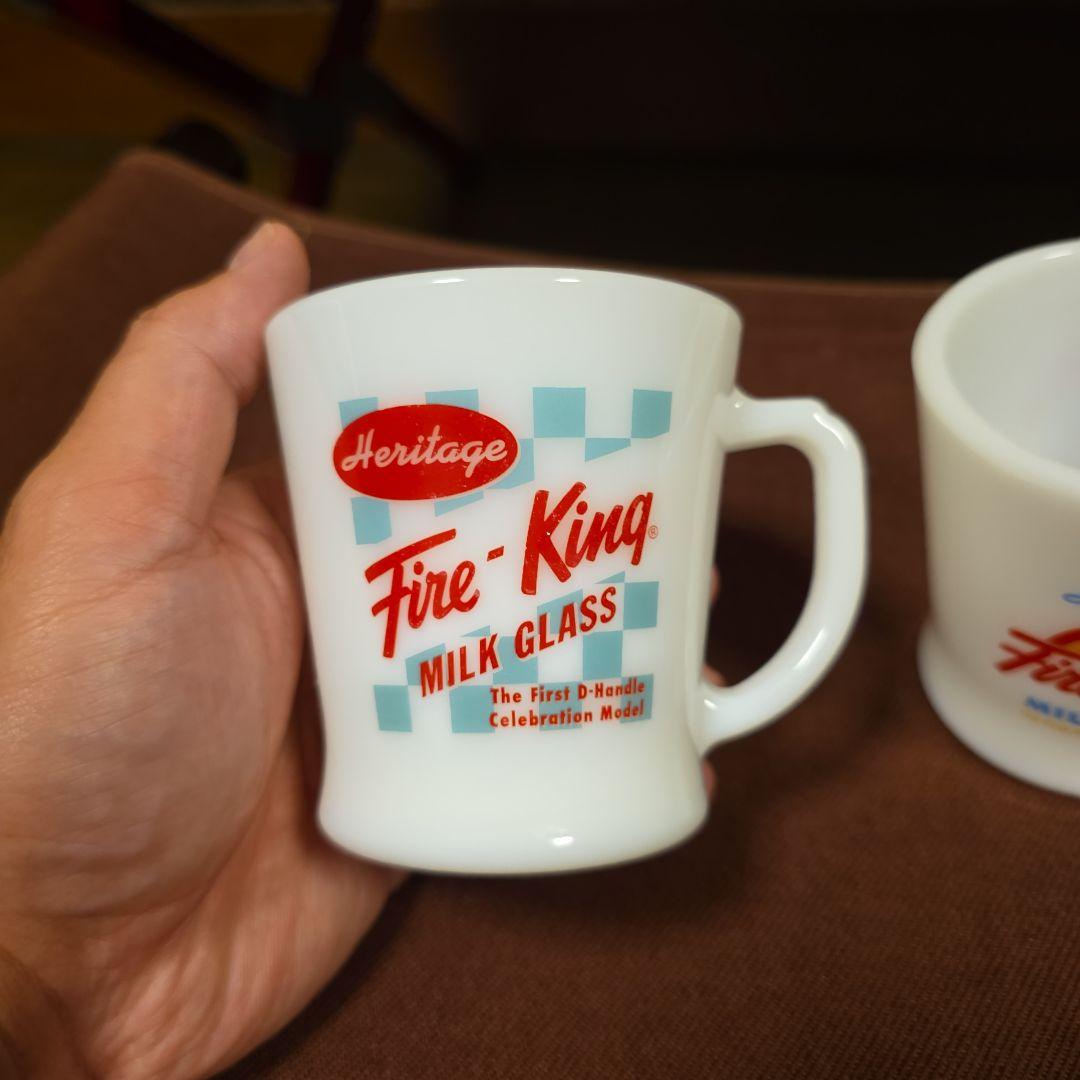 Heritage
Fire-King®
MILK GLASS
The First D-Handle
Celebration Model